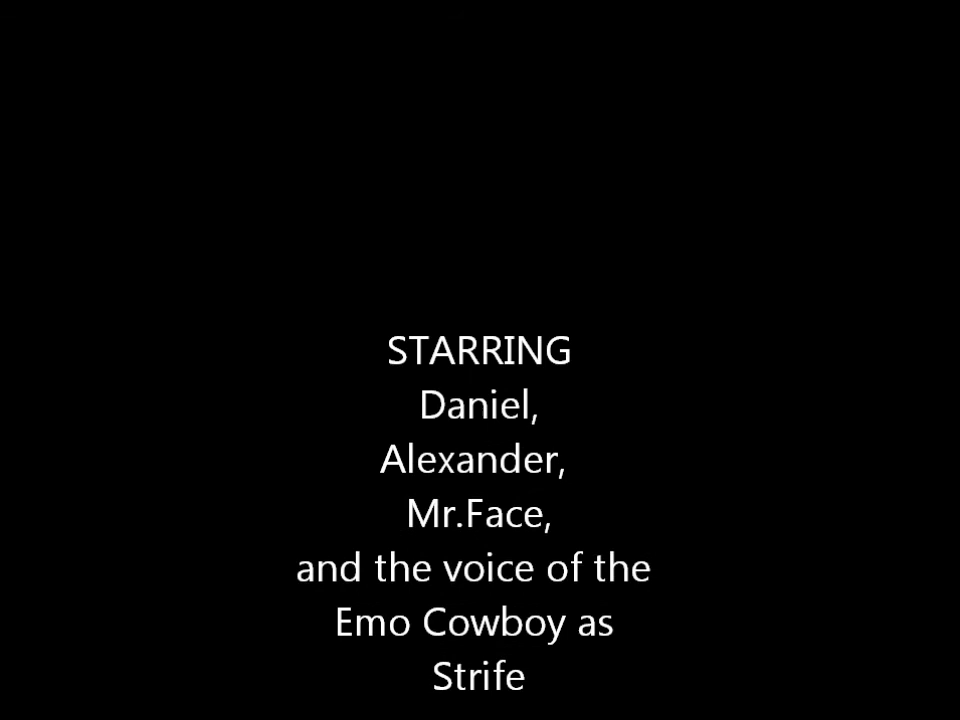 STARRING
Daniel,
Alexander,
Mr.Face,
and the voice of the
Emo Cowboy as
Strife